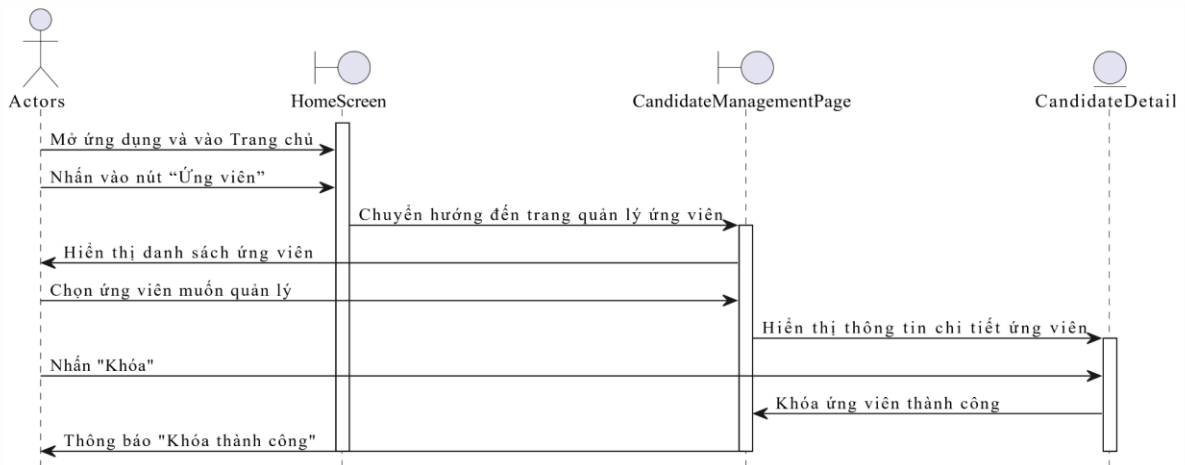 Actors
HomeScreen
CandidateManagementPage
CandidateDetail
Mở ứng dụng và vào Trang chủ
Nhấn vào nút “Ứng viên”
Chuyển hướng đến trang quản lý ứng viên
Hiển thị danh sách ứng viên
Chọn ứng viên muốn quản lý
Hiển thị thông tin chi tiết ứng viên
Nhấn "Khóa"
Khóa ứng viên thành công
Thông báo "Khóa thành công"